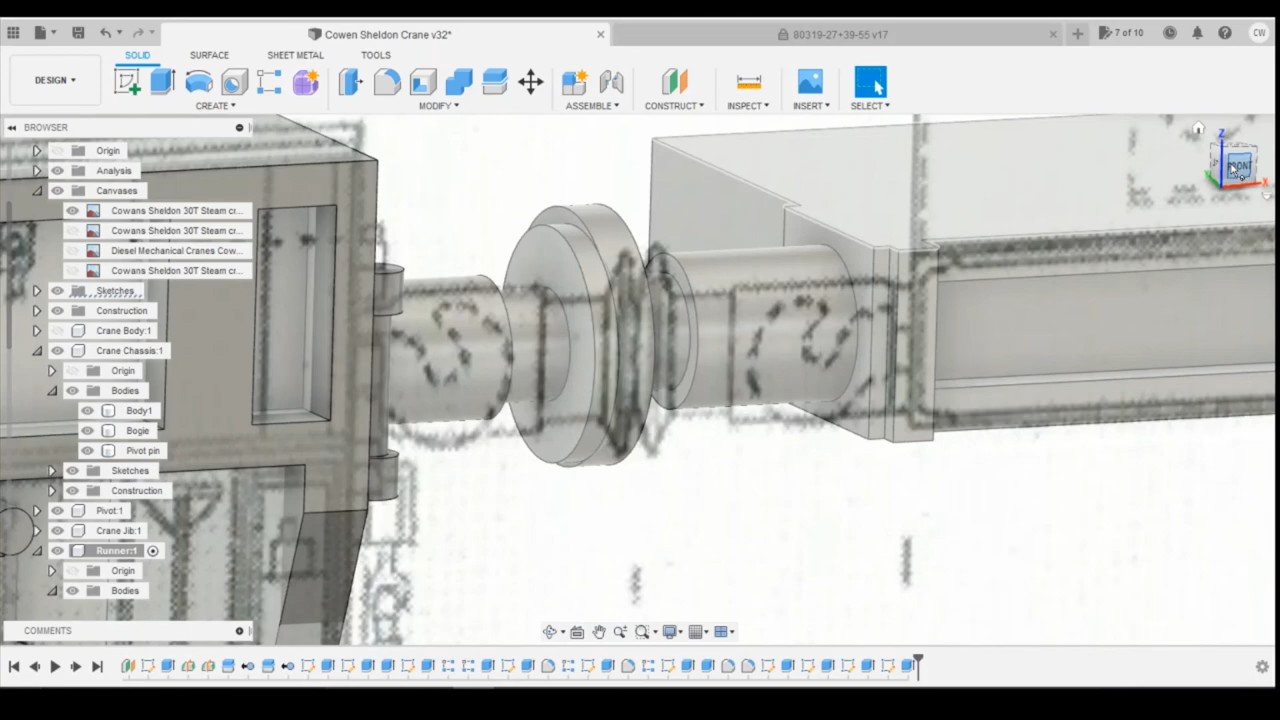 Cowen Sheldon Crane v32*
80319-27+39-55 v17
7 of 10
CW
SOLID
SURFACE
SHEET METAL
TOOLS
DESIGN
CREATE
MODIFY
ASSEMBLE
CONSTRUCT
INSPECT
INSERT
SELECT
BROWSER
Origin
Analysis
Canvases
Cowans Sheldon 30T Steam cr...
Cowans Sheldon 30T Steam cr...
Diesel Mechanical Cranes Cow...
Cowans Sheldon 30T Steam cr...
Sketches
Construction
Crane Body:1
Crane Chassis:1
Origin
Bodies
Body1
Bogie
Pivot pin
Sketches
Construction
Pivot:1
Crane Jib:1
Runner:1
Origin
Bodies
Z
FRONT
X
COMMENTS